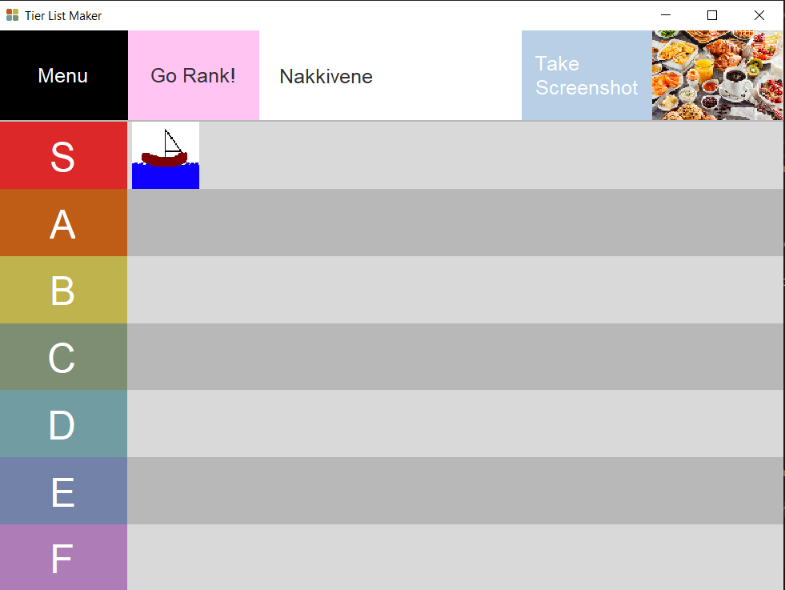 Tier List Maker
Menu
Go Rank!
Nakkivene
Take
Screenshot
S
A
B
C
D
E
F